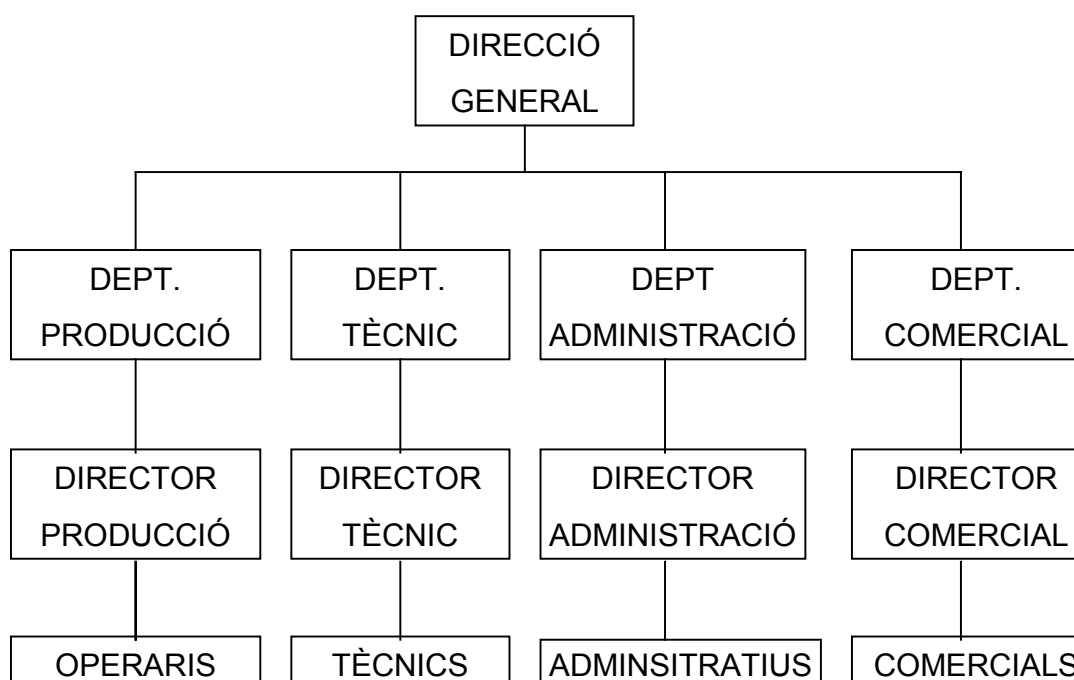 DIRECCIÓ
GENERAL
DEPT.
PRODUCCIÓ
DEPT.
TÈCNIC
DEPT
ADMINISTRACIÓ
DEPT.
COMERCIAL
DIRECTOR
PRODUCCIÓ
DIRECTOR
TÈCNIC
DIRECTOR
ADMINISTRACIÓ
DIRECTOR
COMERCIAL
OPERARIS
TÈCNICS
ADMINSITRATIUS
COMERCIALS